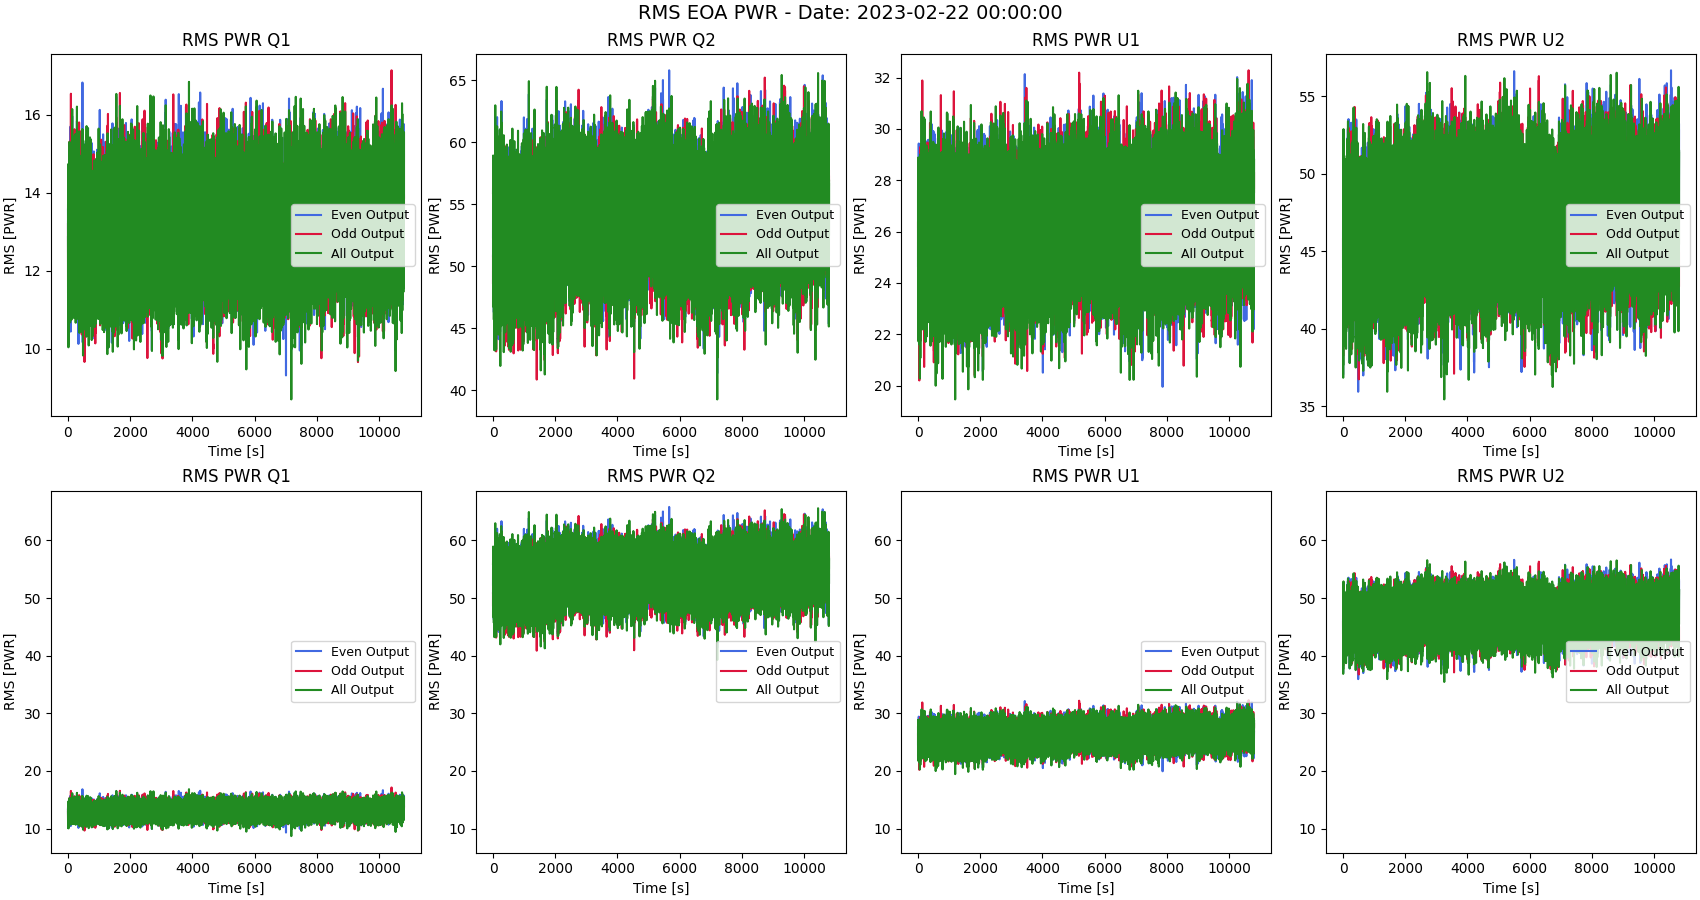 RMS EOA PWR - Date: 2023-02-22 00:00:00
RMS PWR Q1
RMS [PWR]
16
14
12
10
0 2000 4000 6000 8000 10000
Time [s]
Even Output
Odd Output
All Output
RMS PWR Q2
RMS [PWR]
65
60
55
50
45
40
0 2000 4000 6000 8000 10000
Time [s]
Even Output
Odd Output
All Output
RMS PWR U1
RMS [PWR]
32
30
28
26
24
22
20
0 2000 4000 6000 8000 10000
Time [s]
Even Output
Odd Output
All Output
RMS PWR U2
RMS [PWR]
55
50
45
40
35
0 2000 4000 6000 8000 10000
Time [s]
Even Output
Odd Output
All Output
RMS PWR Q1
RMS [PWR]
60
50
40
30
20
10
0 2000 4000 6000 8000 10000
Time [s]
Even Output
Odd Output
All Output
RMS PWR Q2
RMS [PWR]
60
50
40
30
20
10
0 2000 4000 6000 8000 10000
Time [s]
Even Output
Odd Output
All Output
RMS PWR U1
RMS [PWR]
60
50
40
30
20
10
0 2000 4000 6000 8000 10000
Time [s]
Even Output
Odd Output
All Output
RMS PWR U2
RMS [PWR]
60
50
40
30
20
10
0 2000 4000 6000 8000 10000
Time [s]
Even Output
Odd Output
All Output